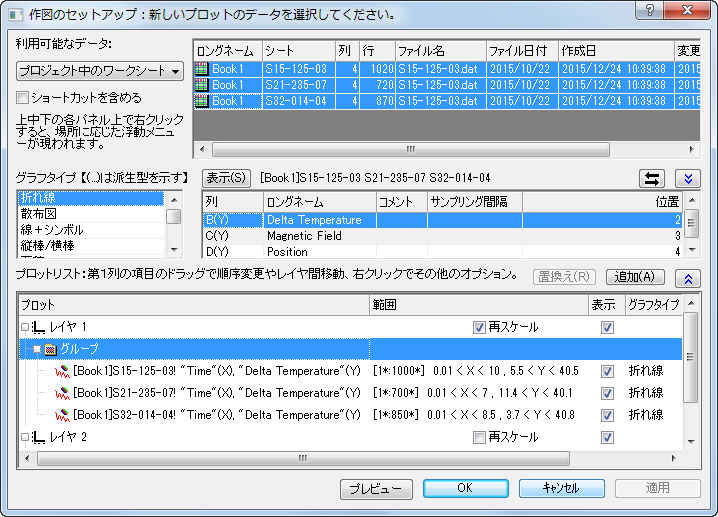 作図のセットアップ：新しいプロットのデータを選択してください。
利用可能なデータ:
プロジェクト中のワークシート
ショートカットを含める
上中下の各パネル上で右クリック
すると、場所に応じた浮動メニュ
ーが現われます。
ロングネーム シート 列 行 ファイル名 ファイル日付 作成日 変更
Book1 S15-125-03 4 1020 S15-125-03.dat 2015/10/22 2015/12/24 10:39:38 2015
Book1 S21-235-07 4 720 S21-235-07.dat 2015/10/22 2015/12/24 10:39:38 2015
Book1 S32-014-04 4 870 S32-014-04.dat 2015/10/22 2015/12/24 10:39:38 2015
グラフタイプ【(...)は派生型を示す】
折れ線
散布図
線＋シンボル
縦棒/横棒
表示(S) [Book1]S15-125-03 S21-235-07 S32-014-04
列 ロングネーム コメント サンプリング間隔 位置
B(Y) Delta Temperature 2
C(Y) Magnetic Field 3
D(Y) Position 4
プロットリスト：第1列の項目のドラッグで順序変更やレイヤ間移動、右クリックでその他のオプション。
置換え(R) 追加(A)
プロット 範囲 表示 グラフタイプ
レイヤ 1 再スケール
グループ
[Book1]S15-125-03! "Time"(X), "Delta Temperature"(Y) [1*:1000*] 0.01 < X < 10 , 5.5 < Y < 40.5 折れ線
[Book1]S21-235-07! "Time"(X), "Delta Temperature"(Y) [1*:700*] 0.01 < X < 7 , 11.4 < Y < 40.1 折れ線
[Book1]S32-014-04! "Time"(X), "Delta Temperature"(Y) [1*:850*] 0.01 < X < 8.5 , 3.7 < Y < 40.8 折れ線
レイヤ 2 再スケール
プレビュー OK キャンセル 適用